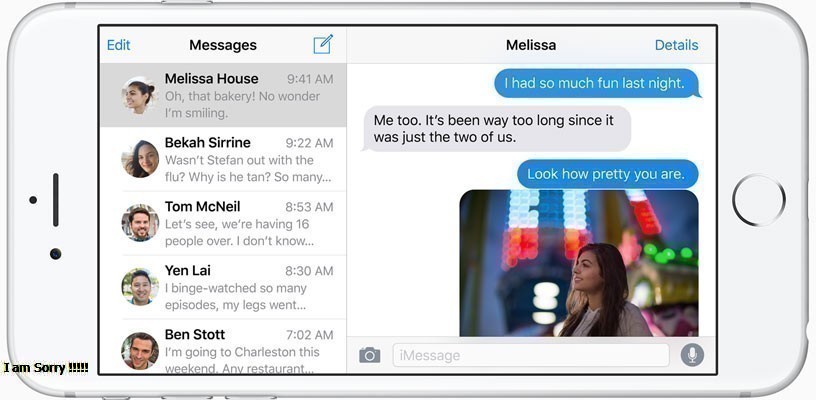 Edit
Messages
Melissa House 9:41 AM
Oh, that bakery! No wonder
I'm smiling.
Bekah Sirrine 9:22 AM
Wasn't Stefan out with the
flu? Why is he tan? So many...
Tom McNeil 8:53 AM
Let's see, we're having 16
people over. I don't know...
Yen Lai 8:30 AM
I binge-watched so many
episodes, my legs went...
Ben Stott 7:02 AM
I'm going to Charleston this
weekend. Any restaurant...
Melissa
Details
I had so much fun last night.
Me too. It's been way too long since it
was just the two of us.
Look how pretty you are.
iMessage
I am Sorry !!!!!